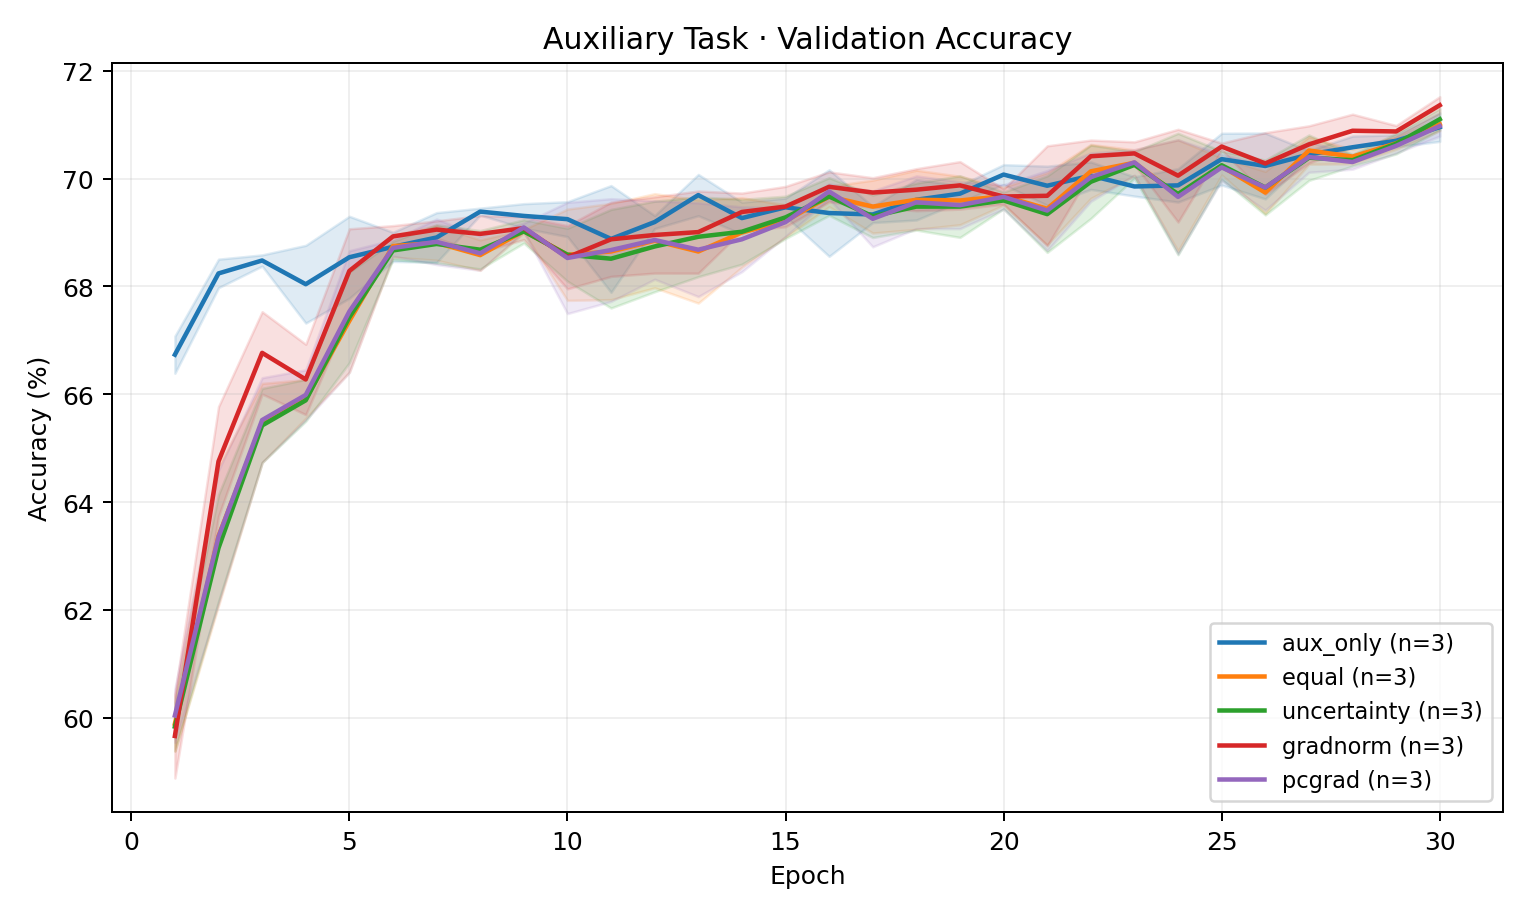 Auxiliary Task · Validation Accuracy
72
70
68
66
64
62
60
Accuracy (%)
0 5 10 15 20 25 30
Epoch
aux_only (n=3)
equal (n=3)
uncertainty (n=3)
gradnorm (n=3)
pcgrad (n=3)